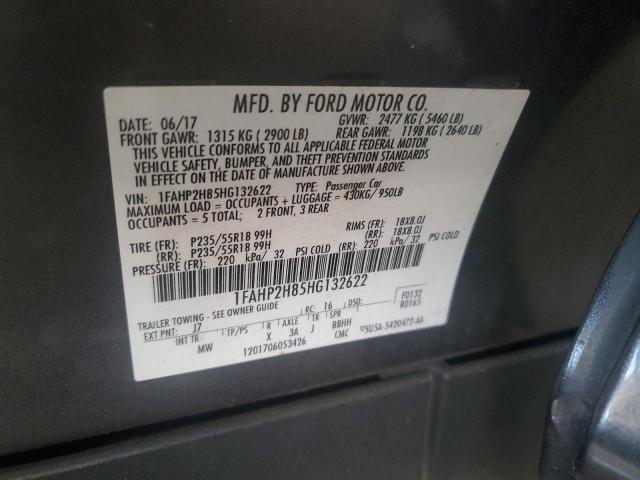 MFD. BY FORD MOTOR CO.
DATE: 06/17 GVWR: 2477 KG ( 5460 LB)
FRONT GAWR: 1315 KG ( 2900 LB) REAR GAWR: 1198 KG ( 2640 LB)
THIS VEHICLE CONFORMS TO ALL APPLICABLE FEDERAL MOTOR
VEHICLE SAFETY, BUMPER, AND THEFT PREVENTION STANDARDS
IN EFFECT ON THE DATE OF MANUFACTURE SHOWN ABOVE.
VIN: 1FAHP2H85HG132622 TYPE: Passenger Car
MAXIMUM LOAD = OCCUPANTS + LUGGAGE = 430KG/ 950LB
OCCUPANTS = 5 TOTAL; 2 FRONT, 3 REAR
TIRE (FR): P235/55R18 99H RIMS (FR): 18X8.0J
(RR): P235/55R18 99H (RR): 18X8.0J
PRESSURE (FR): 220 kPa/ 32 PSI COLD (RR): 220 kPa/ 32 PSI COLD
1FAHP2H85HG132622
TRAILER TOWING - SEE OWNER GUIDE RC: 16 DSO: F0132
EXT PNT: J7 R0165
INT TR TP/PS R AXLE TR SPR
MW X 3A J BBHH
1201706053426 CMC 5U5A-5420472-AA